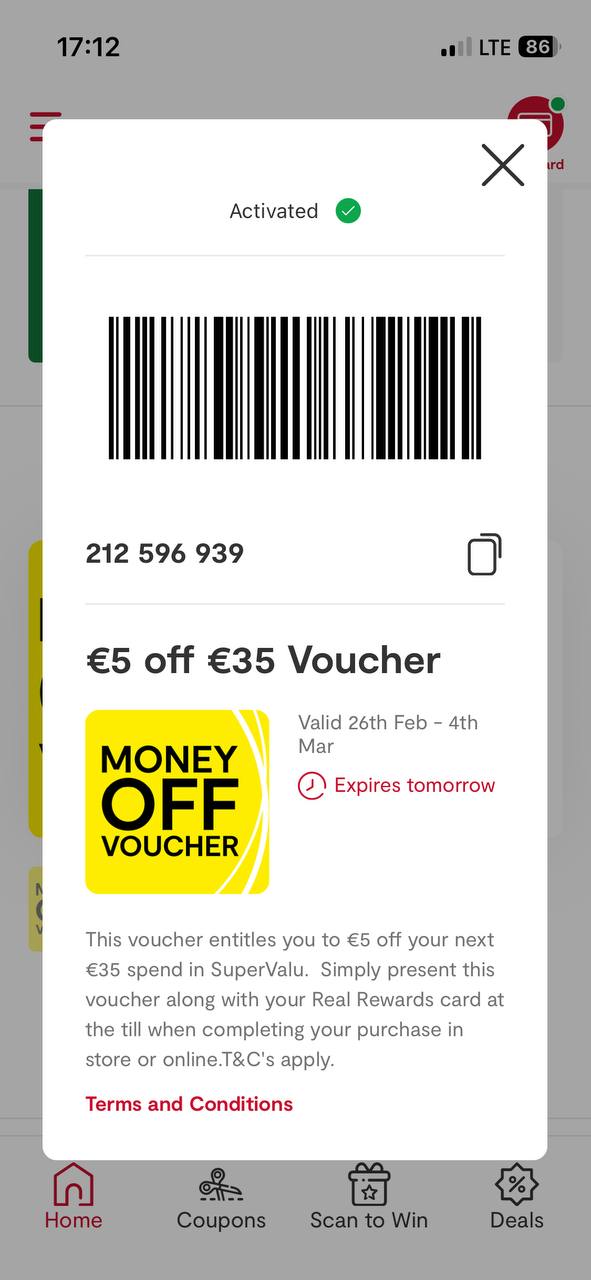 17:12
LTE 86
Activated
212 596 939
€5 off €35 Voucher
MONEY
OFF
VOUCHER
Valid 26th Feb - 4th
Mar
Expires tomorrow
This voucher entitles you to €5 off your next
€35 spend in SuperValu.  Simply present this
voucher along with your Real Rewards card at
the till when completing your purchase in
store or online.T&C's apply.
Terms and Conditions
Home
Coupons
Scan to Win
Deals